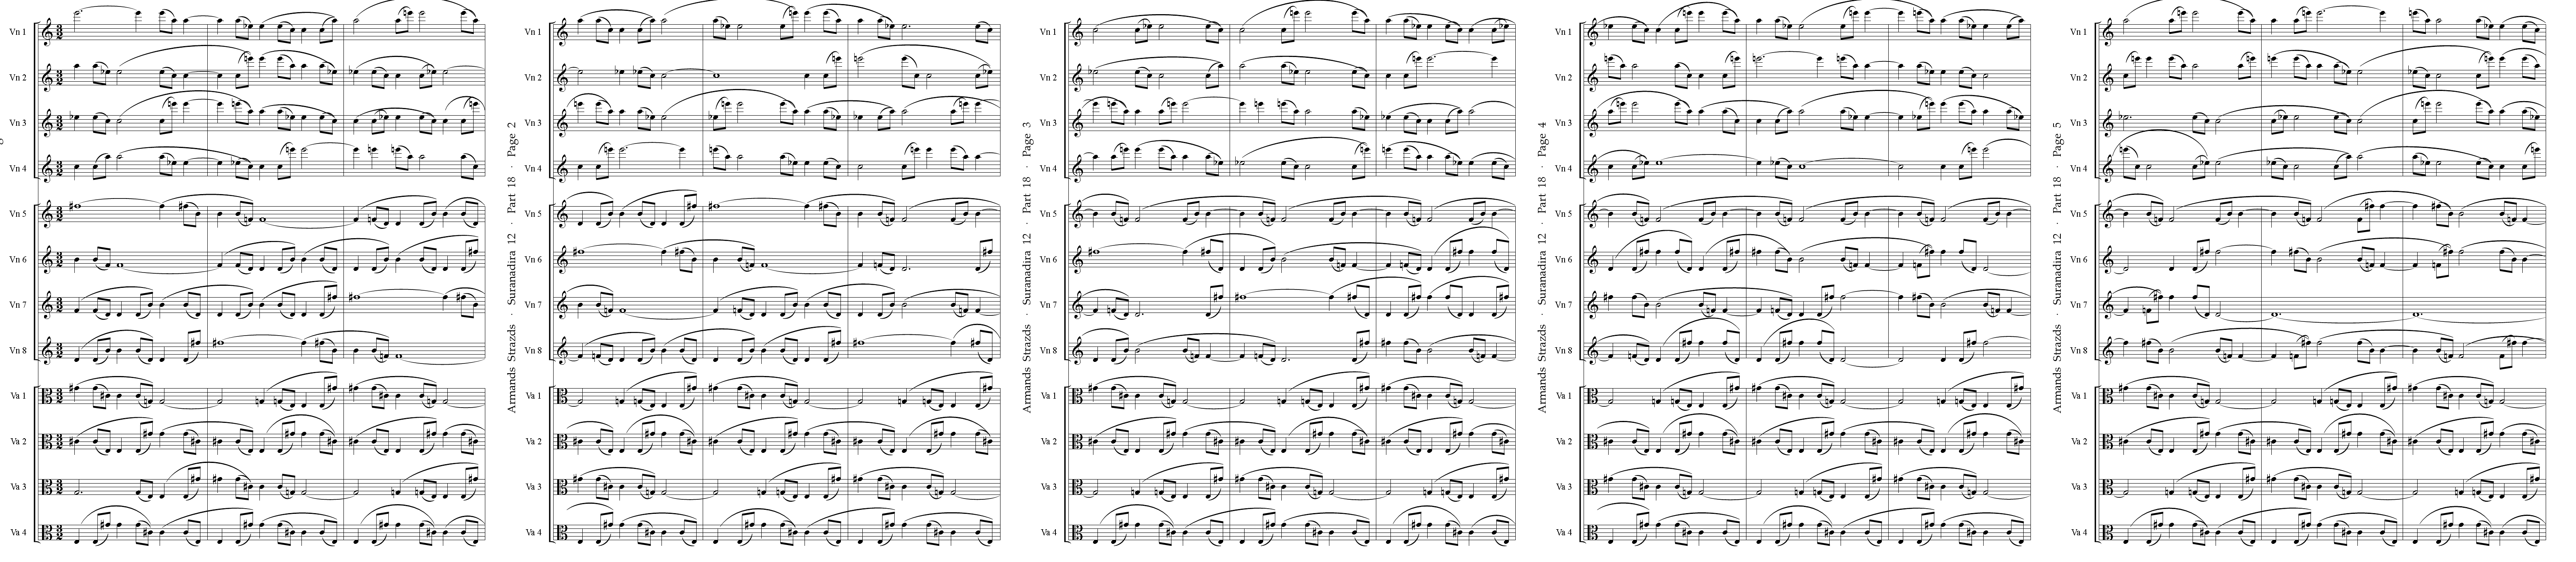 Vn 1
Vn 2
Vn 3
Vn 4
Vn 5
Vn 6
Vn 7
Vn 8
Va 1
Va 2
Va 3
Va 4
Armands Strazds · Suranadira 12 · Part 18 · Page 2
Vn 1
Vn 2
Vn 3
Vn 4
Vn 5
Vn 6
Vn 7
Vn 8
Va 1
Va 2
Va 3
Va 4
Armands Strazds · Suranadira 12 · Part 18 · Page 3
Vn 1
Vn 2
Vn 3
Vn 4
Vn 5
Vn 6
Vn 7
Vn 8
Va 1
Va 2
Va 3
Va 4
Armands Strazds · Suranadira 12 · Part 18 · Page 4
Vn 1
Vn 2
Vn 3
Vn 4
Vn 5
Vn 6
Vn 7
Vn 8
Va 1
Va 2
Va 3
Va 4
Armands Strazds · Suranadira 12 · Part 18 · Page 5
Vn 1
Vn 2
Vn 3
Vn 4
Vn 5
Vn 6
Vn 7
Vn 8
Va 1
Va 2
Va 3
Va 4